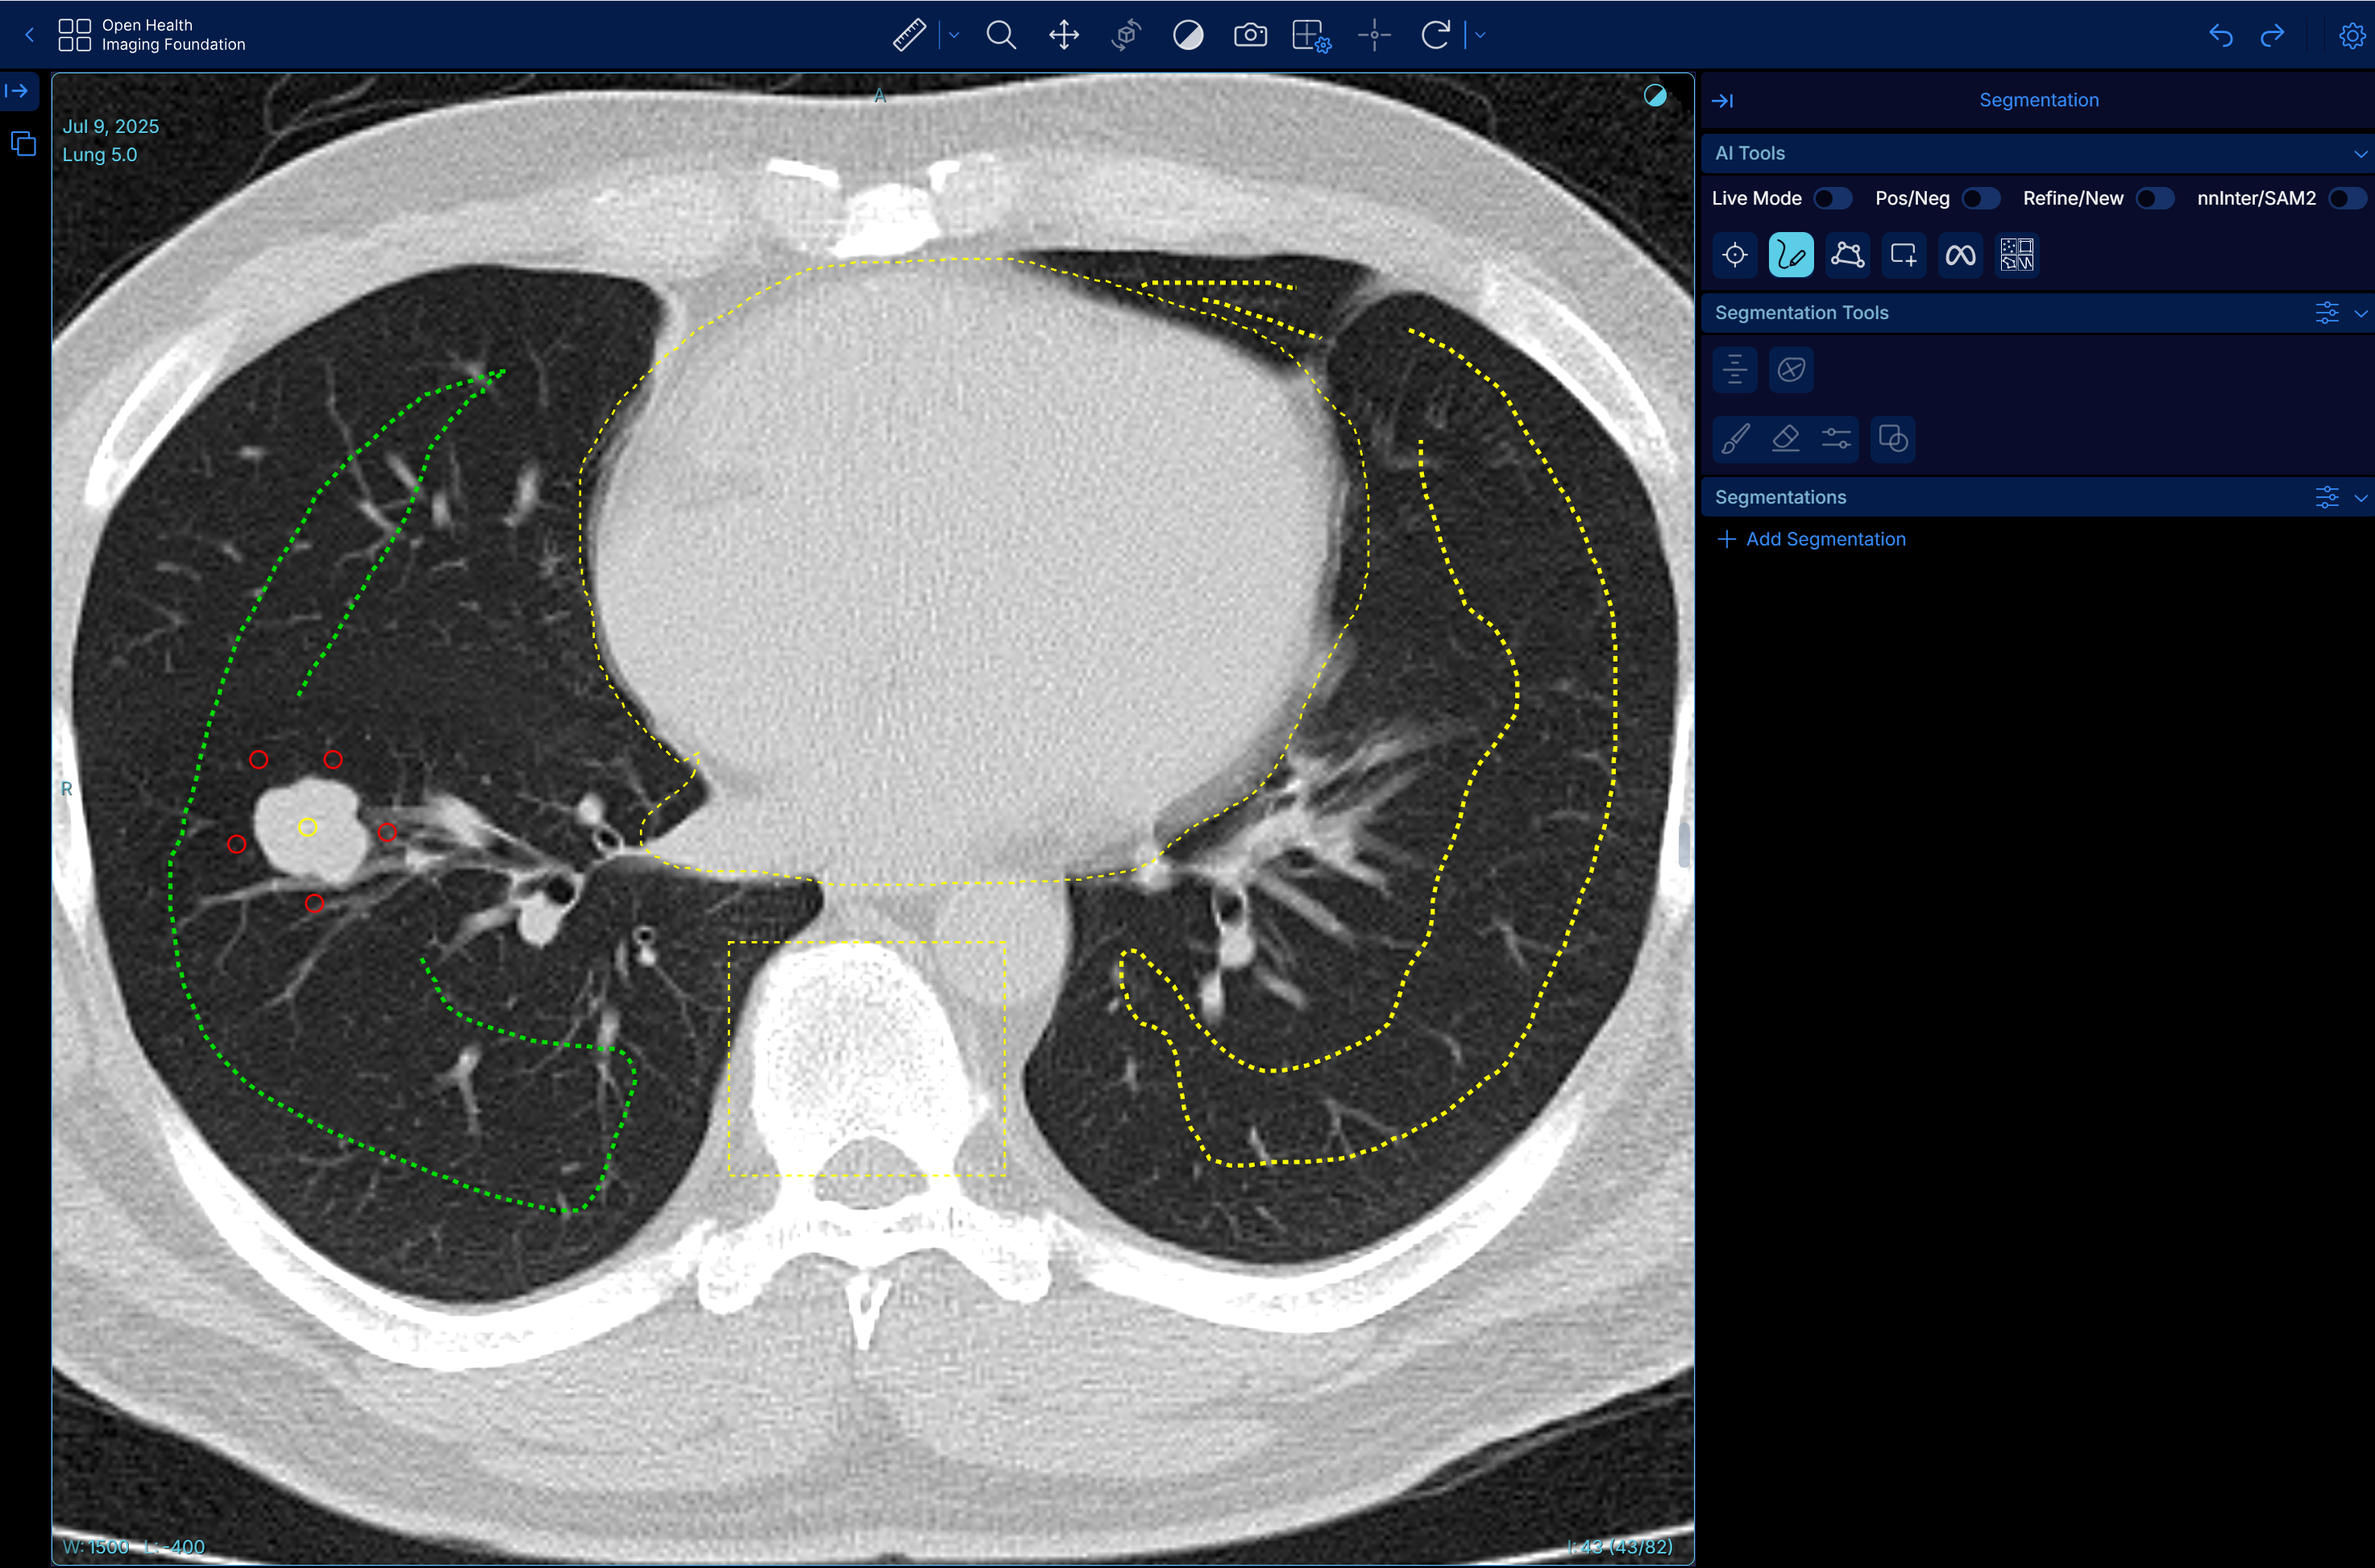 Open Health
Imaging Foundation
A
Jul 9, 2025
Lung 5.0
R
W: 1500 L: -400
I: 43 (43/82)
Segmentation
AI Tools
Live Mode
Pos/Neg
Refine/New
nnInter/SAM2
Segmentation Tools
Segmentations
Add Segmentation